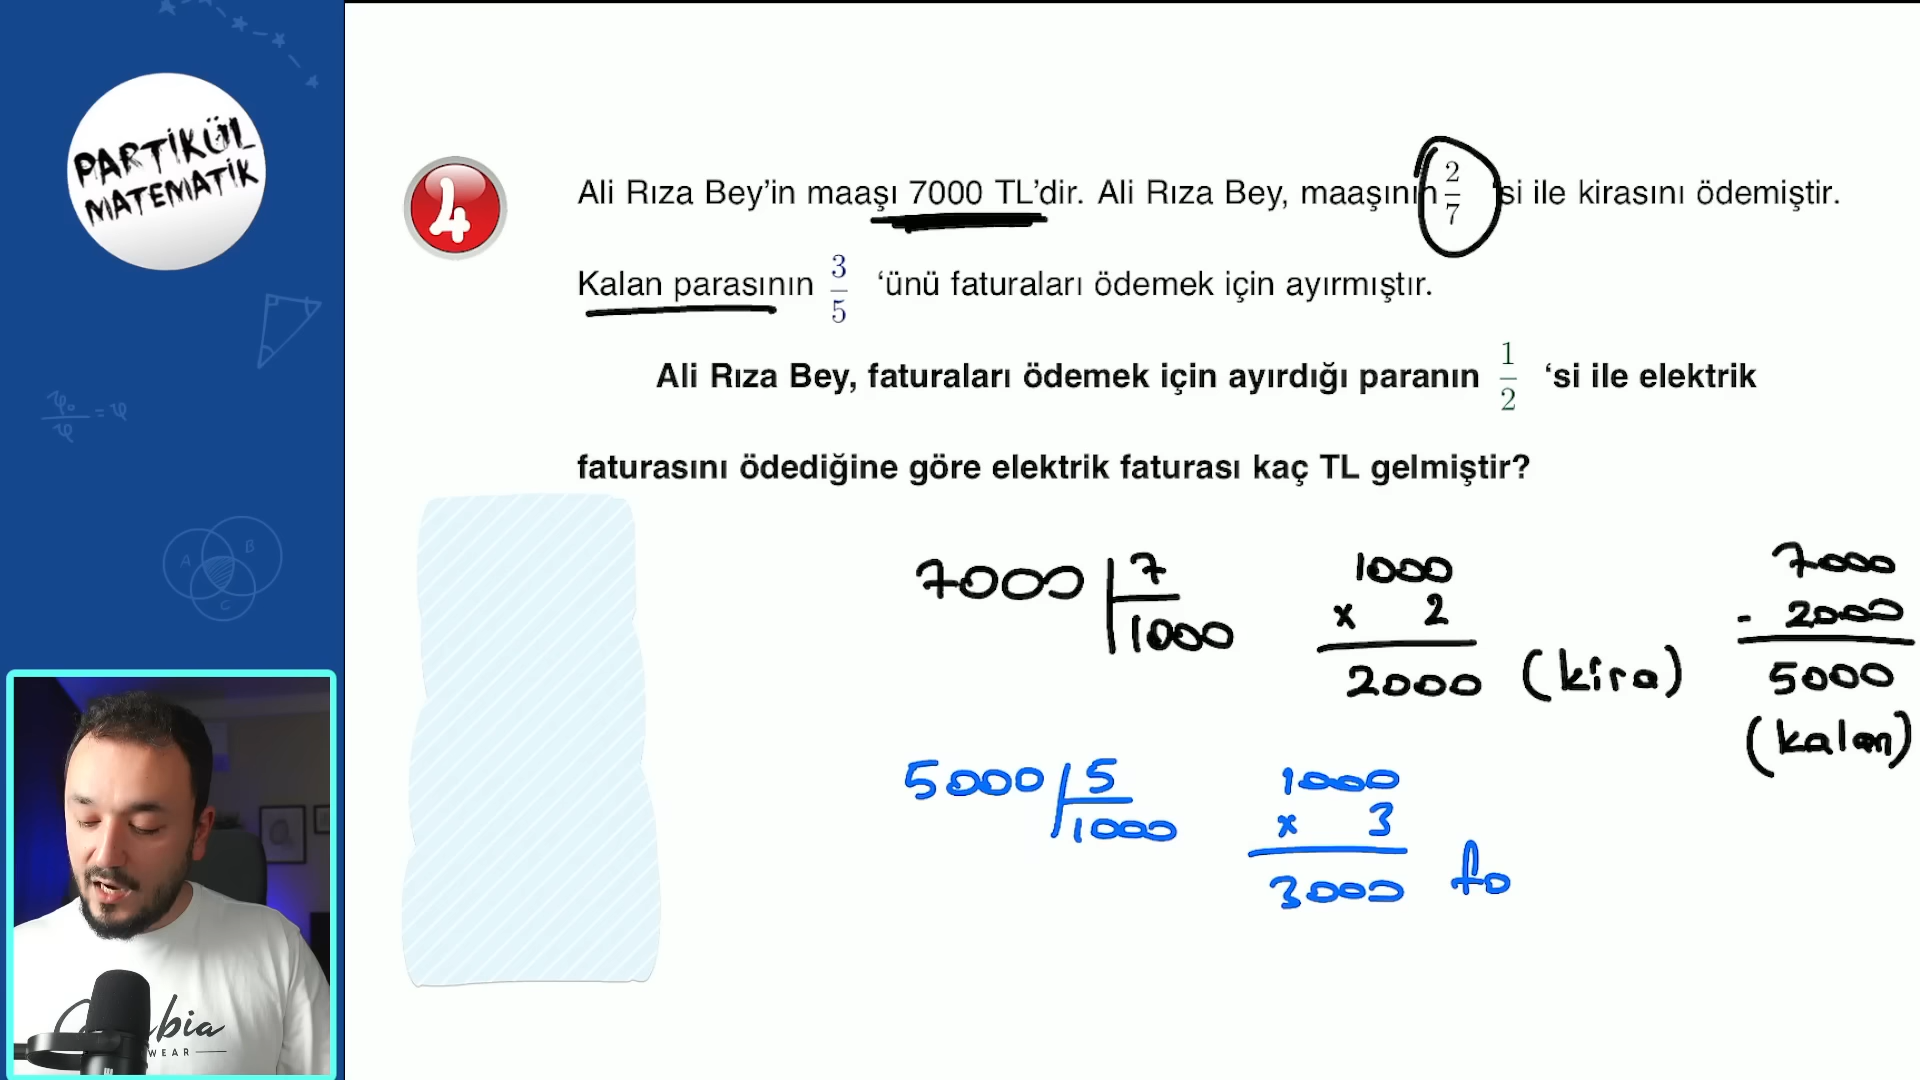 PARTİKÜL
MATEMATİK
4
Ali Rıza Bey’in maaşı 7000 TL’dir. Ali Rıza Bey, maaşının 2/7 ‘si ile kirasını ödemiştir.
Kalan parasının 3/5 ‘ünü faturaları ödemek için ayırmıştır.
Ali Rıza Bey, faturaları ödemek için ayırdığı paranın 1/2 ‘si ile elektrik
faturasını ödediğine göre elektrik faturası kaç TL gelmiştir?
7000 | 7
1000
1000
x 2
2000 (kira)
7000
- 2000
5000
(kalan)
5000 | 5
1000
1000
x 3
3000 fa
A
B
C
WEAR